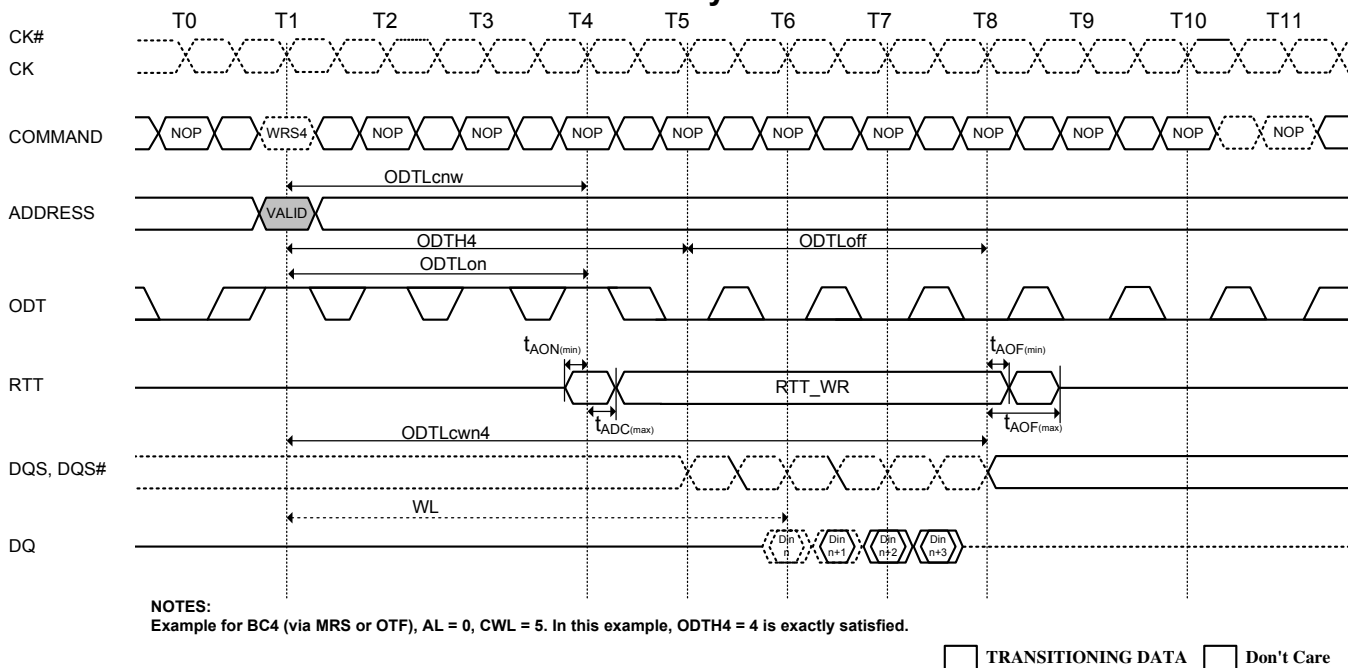 T0 T1 T2 T3 T4 T5 T6 T7 T8 T9 T10 T11
CK#
CK
COMMAND NOP WRS4 NOP NOP NOP NOP NOP NOP NOP NOP NOP NOP
ODTLcnw
ADDRESS VALID
ODTH4 ODTLoff
ODTLon
ODT
tAON(min) tAOF(min)
RTT RTT_WR
tADC(max) tAOF(max)
ODTLcwn4
DQS, DQS#
WL
DQ Din n Din n+1 Din n+2 Din n+3
NOTES:
Example for BC4 (via MRS or OTF), AL = 0, CWL = 5. In this example, ODTH4 = 4 is exactly satisfied.
TRANSITIONING DATA Don't Care